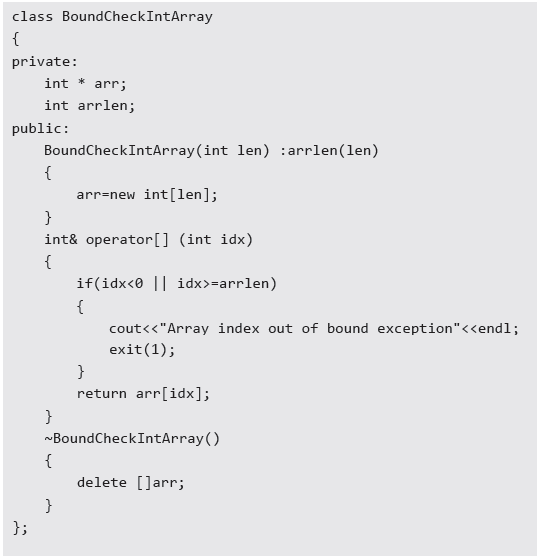 class BoundCheckIntArray
{
private:
    int * arr;
    int arrlen;
public:
    BoundCheckIntArray(int len) :arrlen(len)
    {
        arr=new int[len];
    }
    int& operator[] (int idx)
    {
        if(idx<0 || idx>=arrlen)
        {
            cout<<"Array index out of bound exception"<<endl;
            exit(1);
        }
        return arr[idx];
    }
    ~BoundCheckIntArray()
    {
        delete []arr;
    }
};